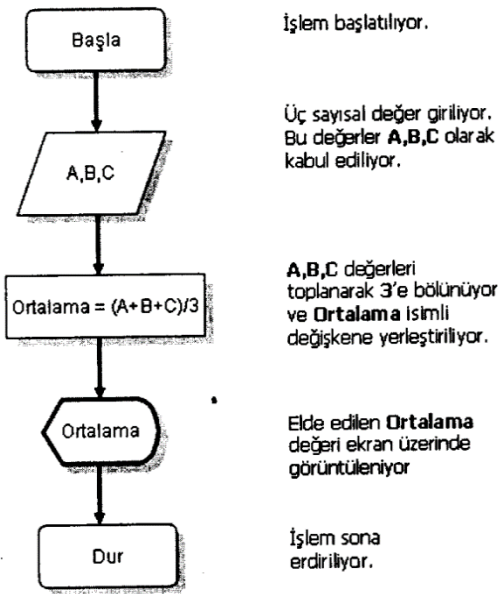 Başla
İşlem başlatılıyor.
A,B,C
Üç sayısal değer giriliyor.
Bu değerler A,B,C olarak
kabul ediliyor.
Ortalama = (A+B+C)/3
A,B,C değerleri
toplanarak 3'e bölünüyor
ve Ortalama isimli
değişkene yerleştiriliyor.
Ortalama
Elde edilen Ortalama
değeri ekran üzerinde
görüntüleniyor
Dur
İşlem sona
erdiriliyor.